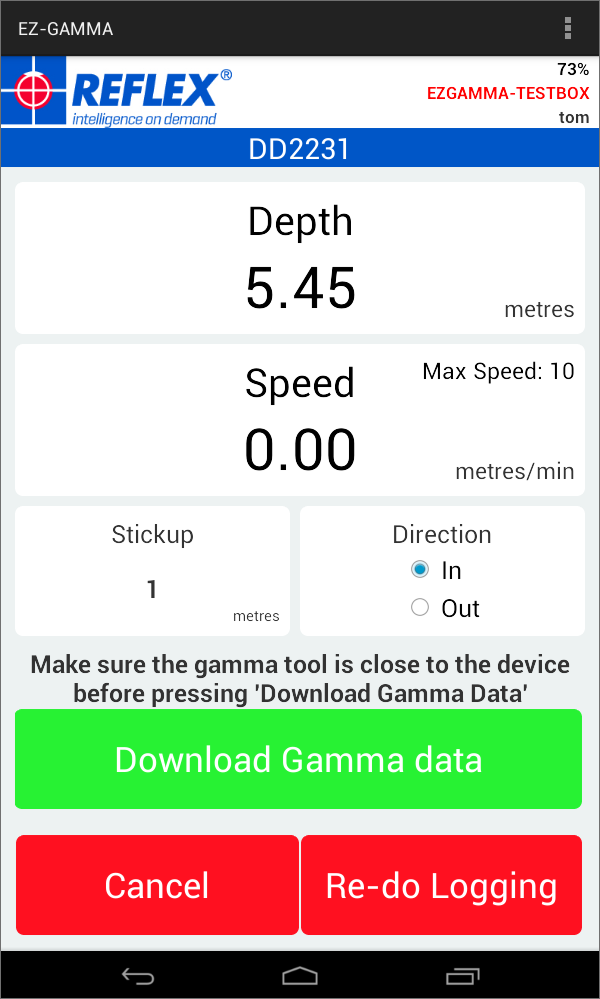 EZ-GAMMA
REFLEX®
intelligence on demand
73%
EZGAMMA-TESTBOX
tom
DD2231
Depth
5.45
metres
Speed
Max Speed: 10
0.00
metres/min
Stickup
1
metres
Direction
In
Out
Make sure the gamma tool is close to the device
before pressing 'Download Gamma Data'
Download Gamma data
Cancel
Re-do Logging